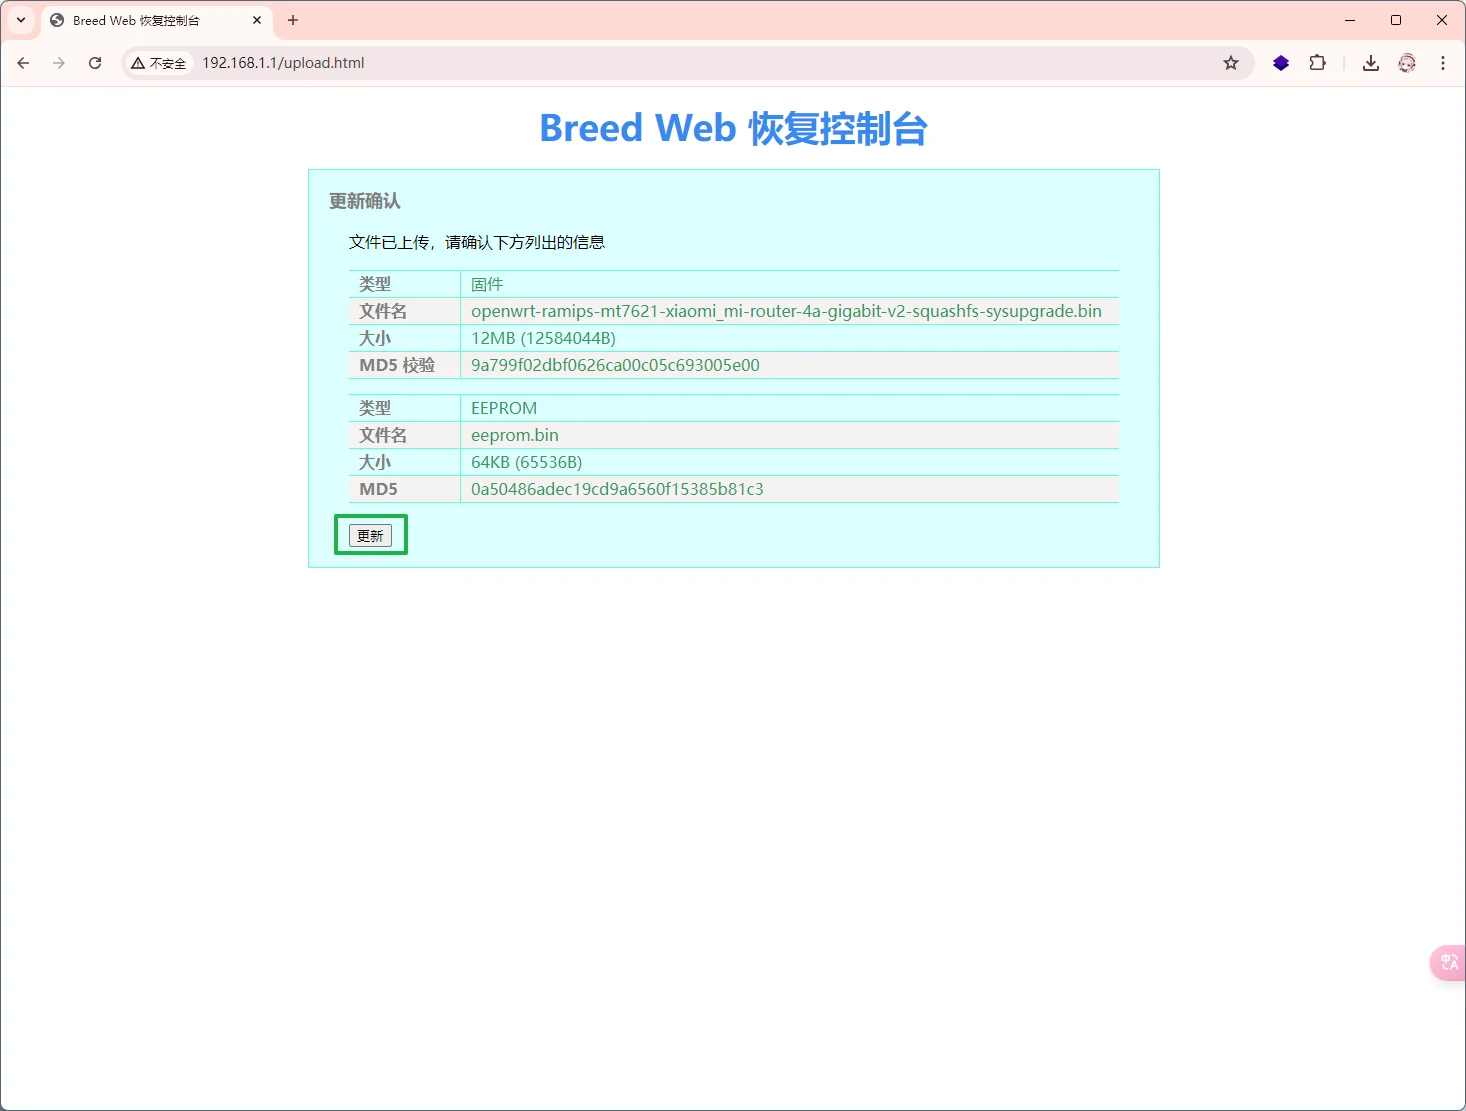 Breed Web 恢复控制台
不安全 192.168.1.1/upload.html
Breed Web 恢复控制台
更新确认
文件已上传，请确认下方列出的信息
类型 固件
文件名 openwrt-ramips-mt7621-xiaomi_mi-router-4a-gigabit-v2-squashfs-sysupgrade.bin
大小 12MB (12584044B)
MD5 校验 9a799f02dbf0626ca00c05c693005e00
类型 EEPROM
文件名 eeprom.bin
大小 64KB (65536B)
MD5 0a50486adec19cd9a6560f15385b81c3
更新
中A